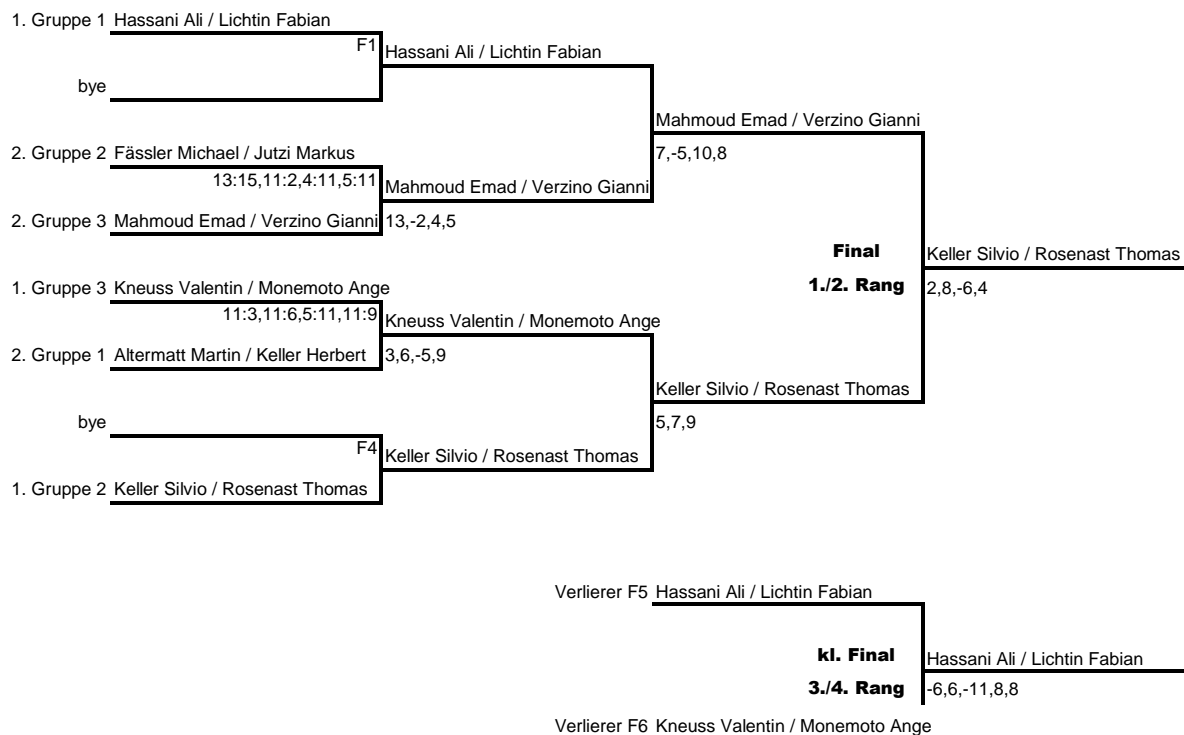 1. Gruppe 1 Hassani Ali / Lichtin Fabian
F1 Hassani Ali / Lichtin Fabian
bye
Mahmoud Emad / Verzino Gianni
2. Gruppe 2 Fässler Michael / Jutzi Markus 7,-5,10,8
13:15,11:2,4:11,5:11 Mahmoud Emad / Verzino Gianni
2. Gruppe 3 Mahmoud Emad / Verzino Gianni 13,-2,4,5
Final Keller Silvio / Rosenast Thomas
1. Gruppe 3 Kneuss Valentin / Monemoto Ange 1./2. Rang 2,8,-6,4
11:3,11:6,5:11,11:9 Kneuss Valentin / Monemoto Ange
2. Gruppe 1 Altermatt Martin / Keller Herbert 3,6,-5,9
Keller Silvio / Rosenast Thomas
bye 5,7,9
F4 Keller Silvio / Rosenast Thomas
1. Gruppe 2 Keller Silvio / Rosenast Thomas
Verlierer F5 Hassani Ali / Lichtin Fabian
kl. Final Hassani Ali / Lichtin Fabian
3./4. Rang -6,6,-11,8,8
Verlierer F6 Kneuss Valentin / Monemoto Ange